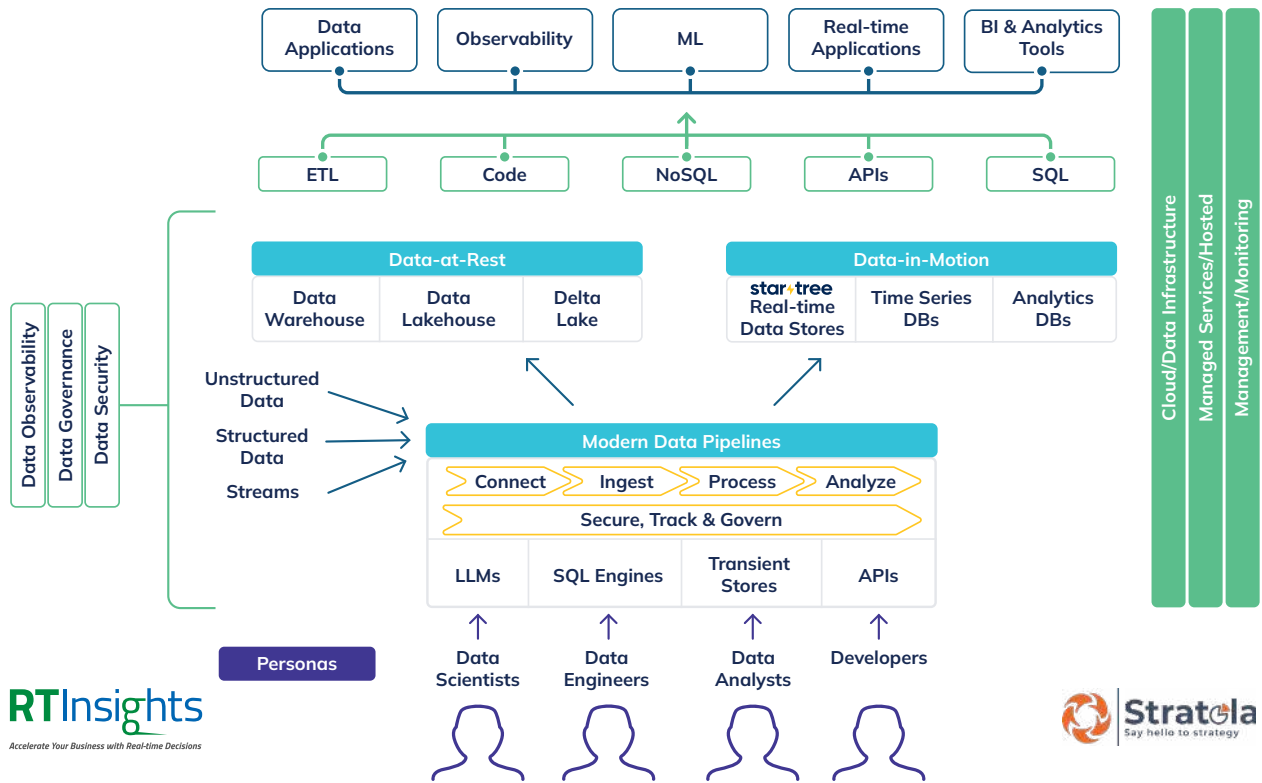 Data
Applications
Observability
ML
Real-time
Applications
BI & Analytics
Tools
ETL
Code
NoSQL
APIs
SQL
Data-at-Rest
Data
Warehouse
Data
Lakehouse
Delta
Lake
Data-in-Motion
startree
Real-time
Data Stores
Time Series
DBs
Analytics
DBs
Data Observability
Data Governance
Data Security
Unstructured
Data
Structured
Data
Streams
Modern Data Pipelines
Connect
Ingest
Process
Analyze
Secure, Track & Govern
LLMs
SQL Engines
Transient
Stores
APIs
Cloud/Data Infrastructure
Managed Services/Hosted
Management/Monitoring
Personas
Data
Scientists
Data
Engineers
Data
Analysts
Developers
RTInsights
Accelerate Your Business with Real-time Decisions
Stratola
Say hello to strategy